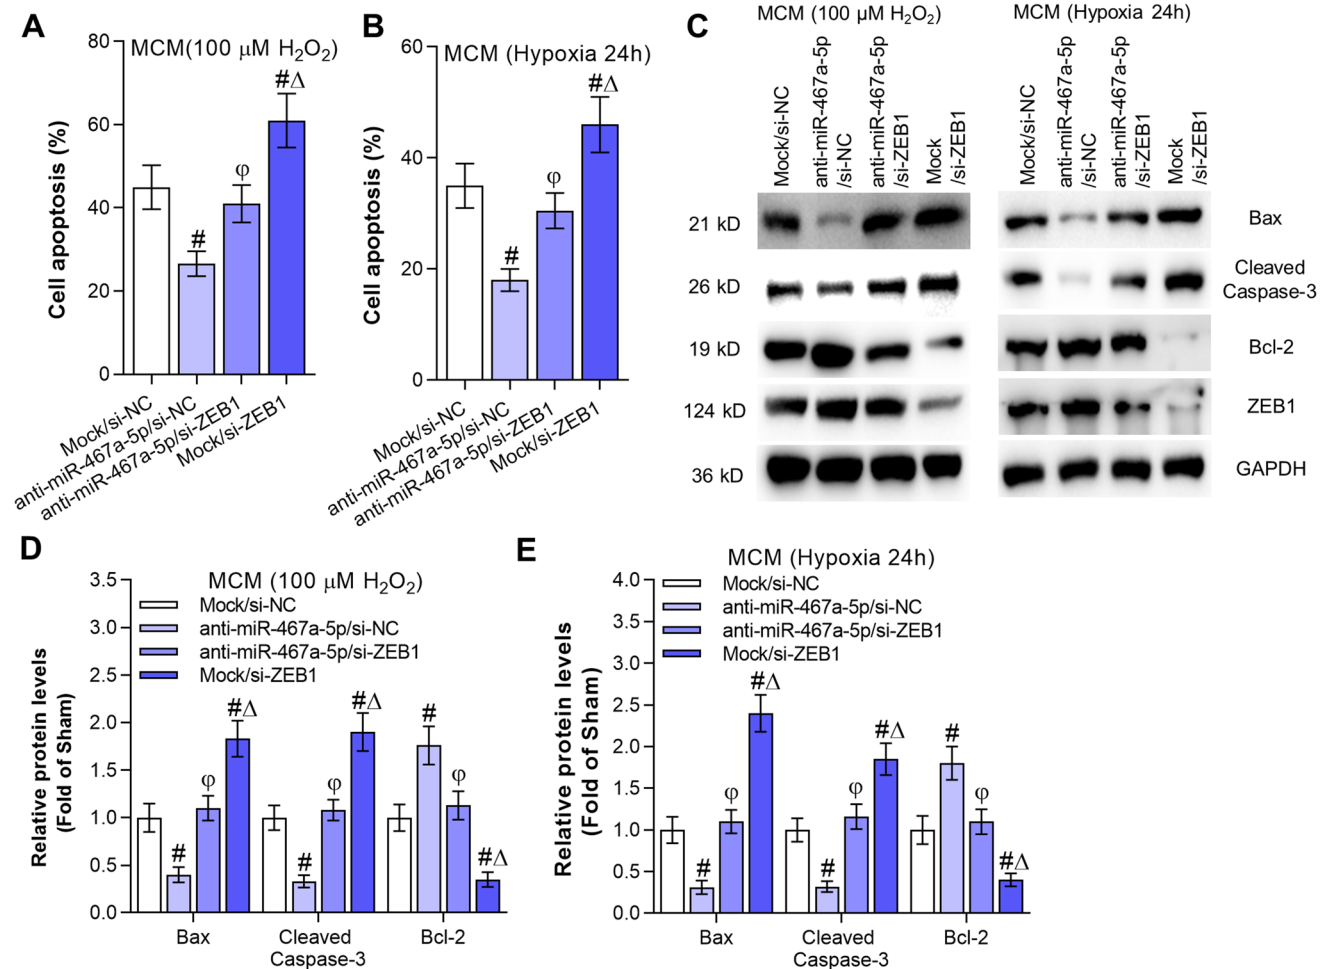 A
MCM(100 µM H₂O₂)
Cell apoptosis (%)
80
60
40
20
0
#
φ
#Δ
Mock/si-NC
anti-miR-467a-5p/si-NC
anti-miR-467a-5p/si-ZEB1
Mock/si-ZEB1
B
MCM (Hypoxia 24h)
Cell apoptosis (%)
60
40
20
0
#
φ
#Δ
Mock/si-NC
anti-miR-467a-5p/si-NC
anti-miR-467a-5p/si-ZEB1
Mock/si-ZEB1
C
MCM (100 µM H₂O₂)
MCM (Hypoxia 24h)
Mock/si-NC
anti-miR-467a-5p
/si-NC
anti-miR-467a-5p
/si-ZEB1
Mock
/si-ZEB1
Mock/si-NC
anti-miR-467a-5p
/si-NC
anti-miR-467a-5p
/si-ZEB1
Mock
/si-ZEB1
21 kD
Bax
26 kD
Cleaved
Caspase-3
19 kD
Bcl-2
124 kD
ZEB1
36 kD
GAPDH
D
MCM (100 µM H₂O₂)
Mock/si-NC
anti-miR-467a-5p/si-NC
anti-miR-467a-5p/si-ZEB1
Mock/si-ZEB1
Relative protein levels
(Fold of Sham)
3.5
3.0
2.5
2.0
1.5
1.0
0.5
0.0
#
φ
#Δ
#
φ
#Δ
#
φ
#Δ
Bax
Cleaved
Caspase-3
Bcl-2
E
MCM (Hypoxia 24h)
Mock/si-NC
anti-miR-467a-5p/si-NC
anti-miR-467a-5p/si-ZEB1
Mock/si-ZEB1
Relative protein levels
(Fold of Sham)
4.0
3.5
3.0
2.5
2.0
1.5
1.0
0.5
0.0
#
φ
#Δ
#
φ
#Δ
#
φ
#Δ
Bax
Cleaved
Caspase-3
Bcl-2